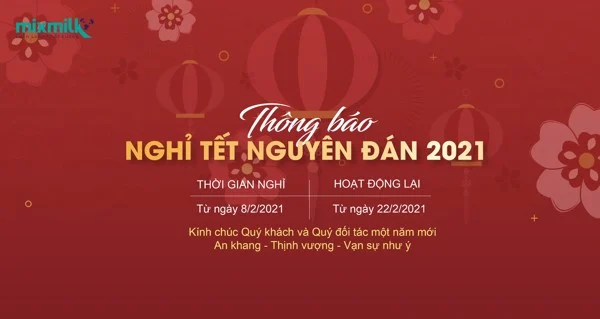 mixmilk
Thông báo
NGHỈ TẾT NGUYÊN ĐÁN 2021
THỜI GIAN NGHỈ
HOẠT ĐỘNG LẠI
Từ ngày 8/2/2021
Từ ngày 22/2/2021
Kính chúc Quý khách và Quý đối tác một năm mới
An khang - Thịnh vượng - Vạn sự như ý